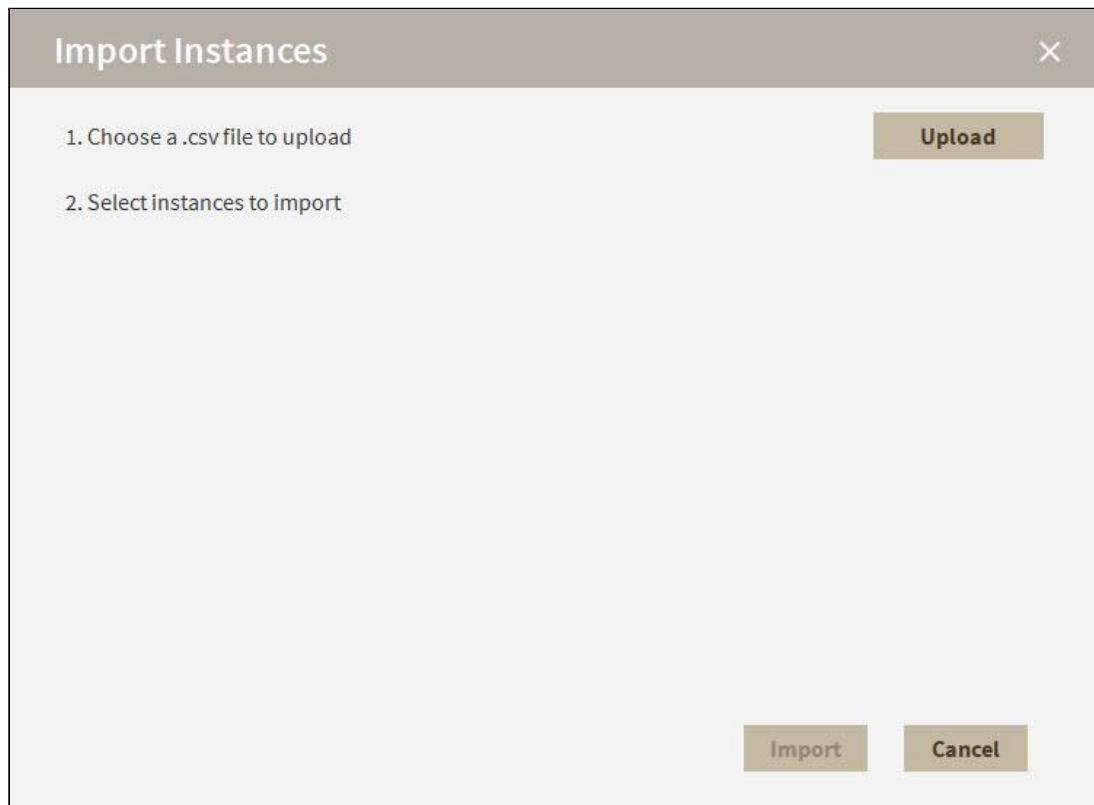 Import Instances
1. Choose a .csv file to upload
Upload
2. Select instances to import
Import
Cancel